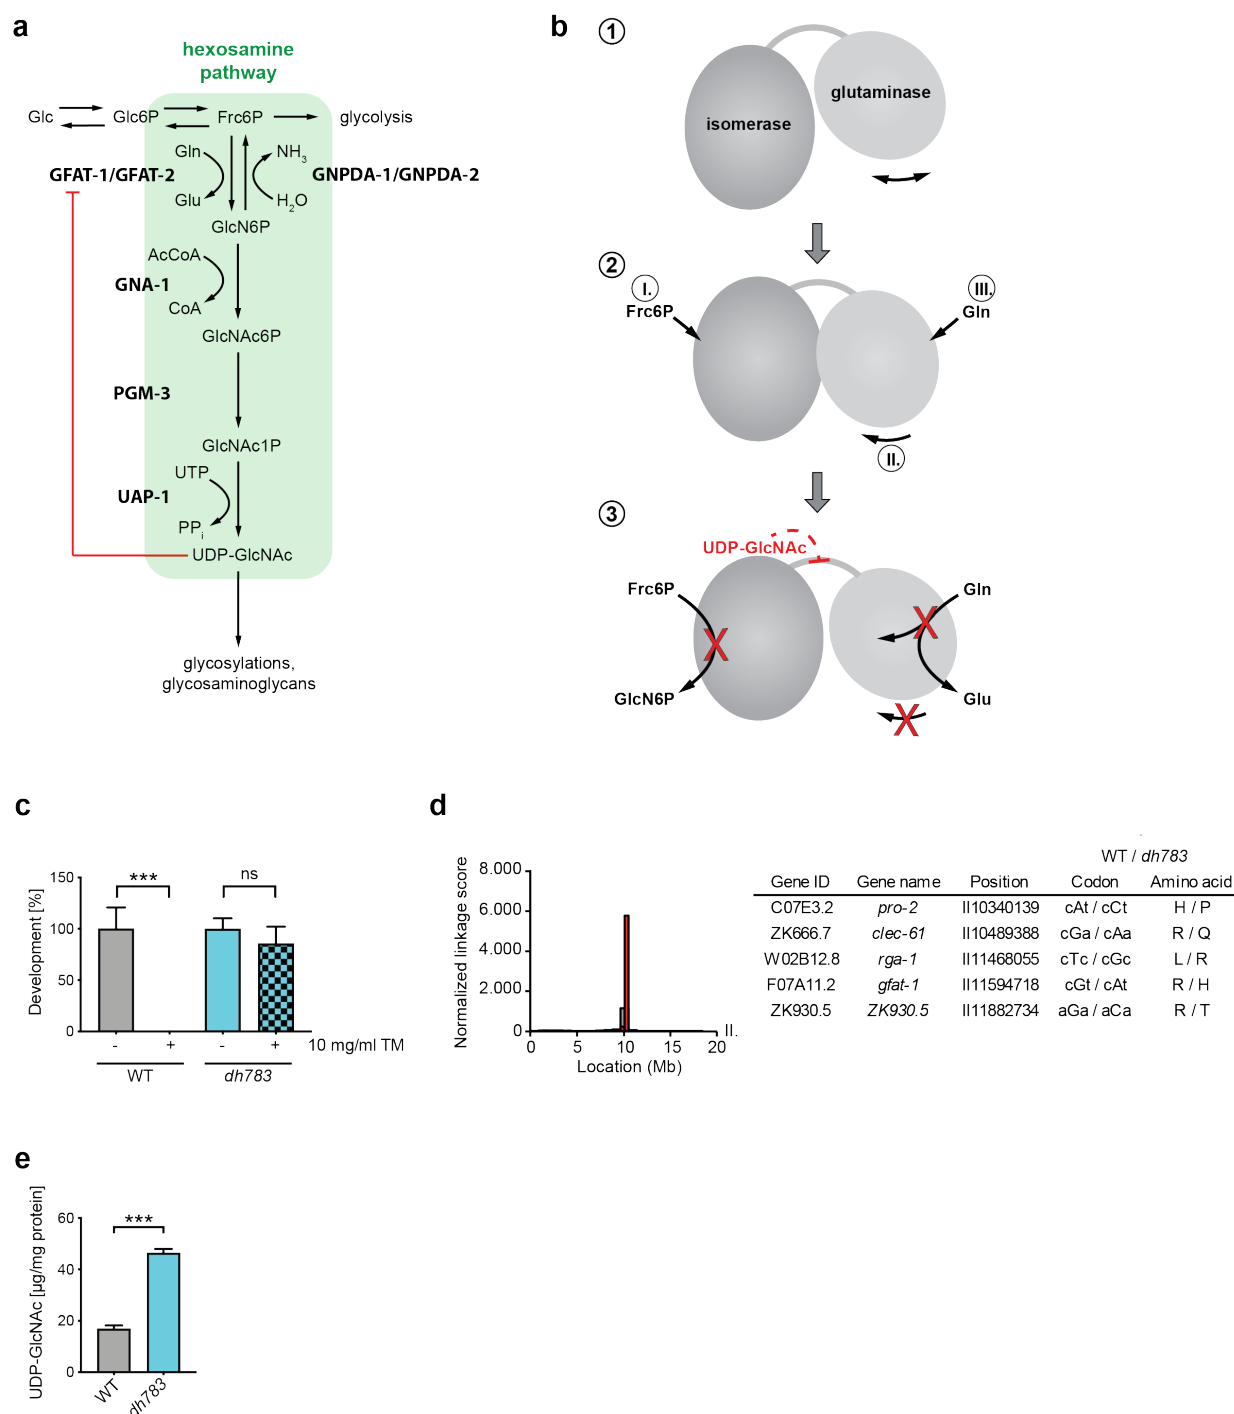 a
hexosamine
pathway
Glc
Glc6P
Frc6P
glycolysis
Gln
NH3
GFAT-1/GFAT-2
GNPDA-1/GNPDA-2
Glu
H2O
GlcN6P
AcCoA
GNA-1
CoA
GlcNAc6P
PGM-3
GlcNAc1P
UTP
UAP-1
PPi
UDP-GlcNAc
glycosylations,
glycosaminoglycans
b
1
isomerase
glutaminase
2
I.
Frc6P
III.
Gln
II.
3
UDP-GlcNAc
Frc6P
Gln
GlcN6P
Glu
c
Development [%]
150
100
50
0
***
ns
- + - + 10 mg/ml TM
WT dh783
d
Normalized linkage score
8.000
6.000
4.000
2.000
0
II.
0 5 10 15 20
Location (Mb)
WT / dh783
Gene ID Gene name Position Codon Amino acid
C07E3.2 pro-2 II10340139 cAt / cCt H / P
ZK666.7 clec-61 II10489388 cGa / cAa R / Q
W02B12.8 rga-1 II11468055 cTc / cGc L / R
F07A11.2 gfat-1 II11594718 cGt / cAt R / H
ZK930.5 ZK930.5 II11882734 aGa / aCa R / T
e
UDP-GlcNAc [µg/mg protein]
60
40
20
0
***
WT dh783